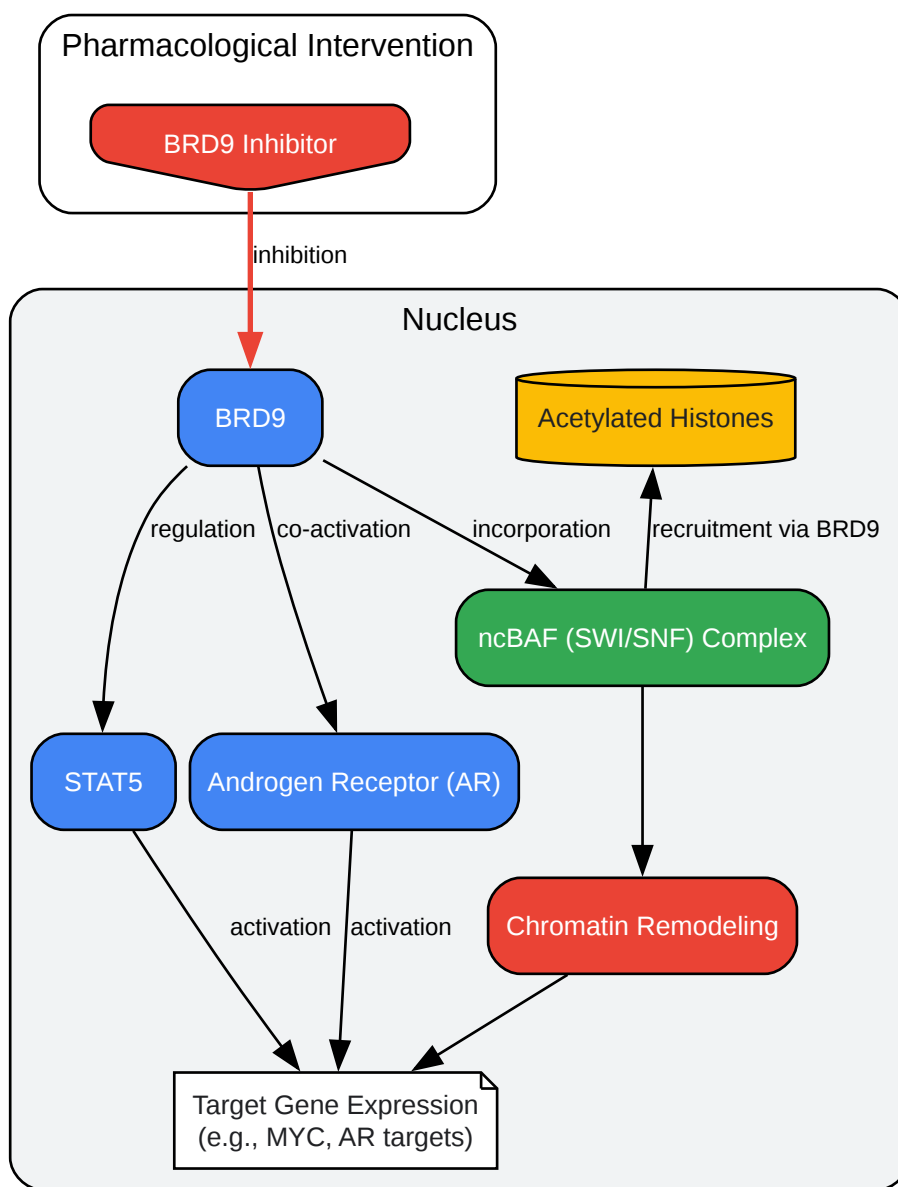 Pharmacological Intervention
BRD9 Inhibitor
inhibition
Nucleus
BRD9
Acetylated Histones
regulation
co-activation
incorporation
recruitment via BRD9
ncBAF (SWI/SNF) Complex
STAT5
Androgen Receptor (AR)
activation
activation
Chromatin Remodeling
Target Gene Expression
(e.g., MYC, AR targets)